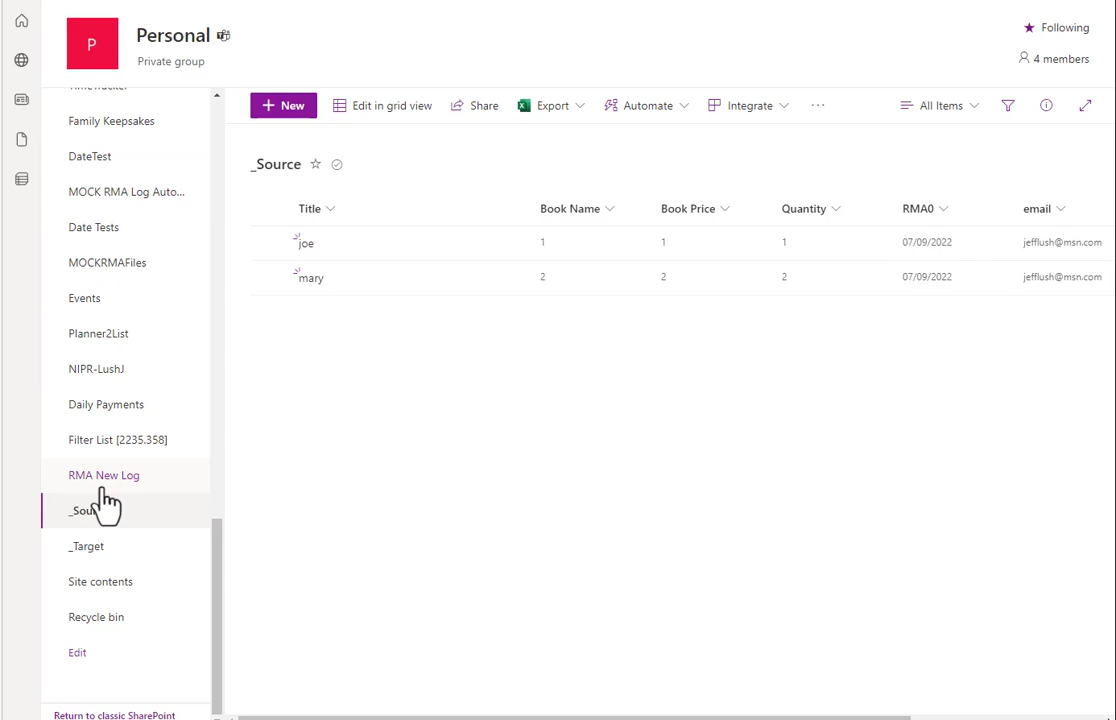 P
Personal
Private group
Following
4 members
TimeTracker
Family Keepsakes
DateTest
MOCK RMA Log Auto...
Date Tests
MOCKRMAFiles
Events
Planner2List
NIPR-LushJ
Daily Payments
Filter List [2235.358]
RMA New Log
_Sou
_Target
Site contents
Recycle bin
Edit
Return to classic SharePoint
+ New Edit in grid view Share Export Automate Integrate ... All Items
_Source
Title Book Name Book Price Quantity RMA0 email
joe 1 1 1 07/09/2022 jefflush@msn.com
mary 2 2 2 07/09/2022 jefflush@msn.com